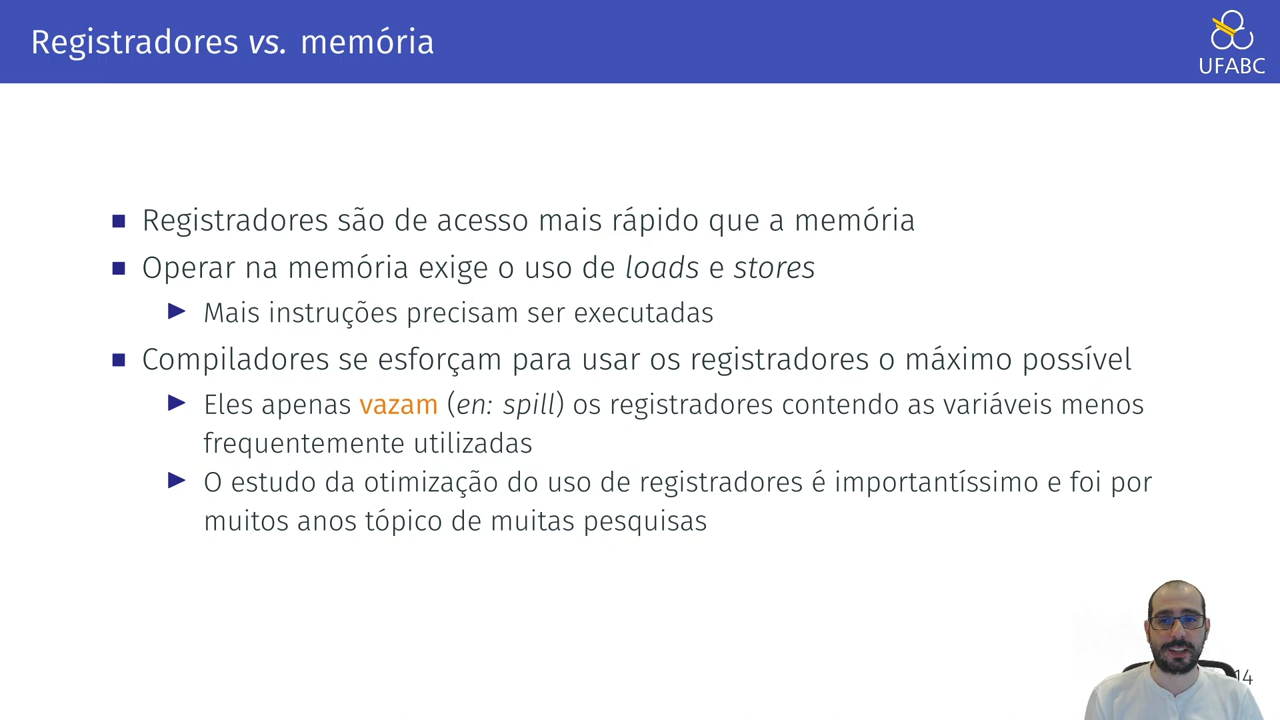 Registradores vs. memória
UFABC
Registradores são de acesso mais rápido que a memória
Operar na memória exige o uso de loads e stores
Mais instruções precisam ser executadas
Compiladores se esforçam para usar os registradores o máximo possível
Eles apenas vazam (en: spill) os registradores contendo as variáveis menos
frequentemente utilizadas
O estudo da otimização do uso de registradores é importantíssimo e foi por
muitos anos tópico de muitas pesquisas
14